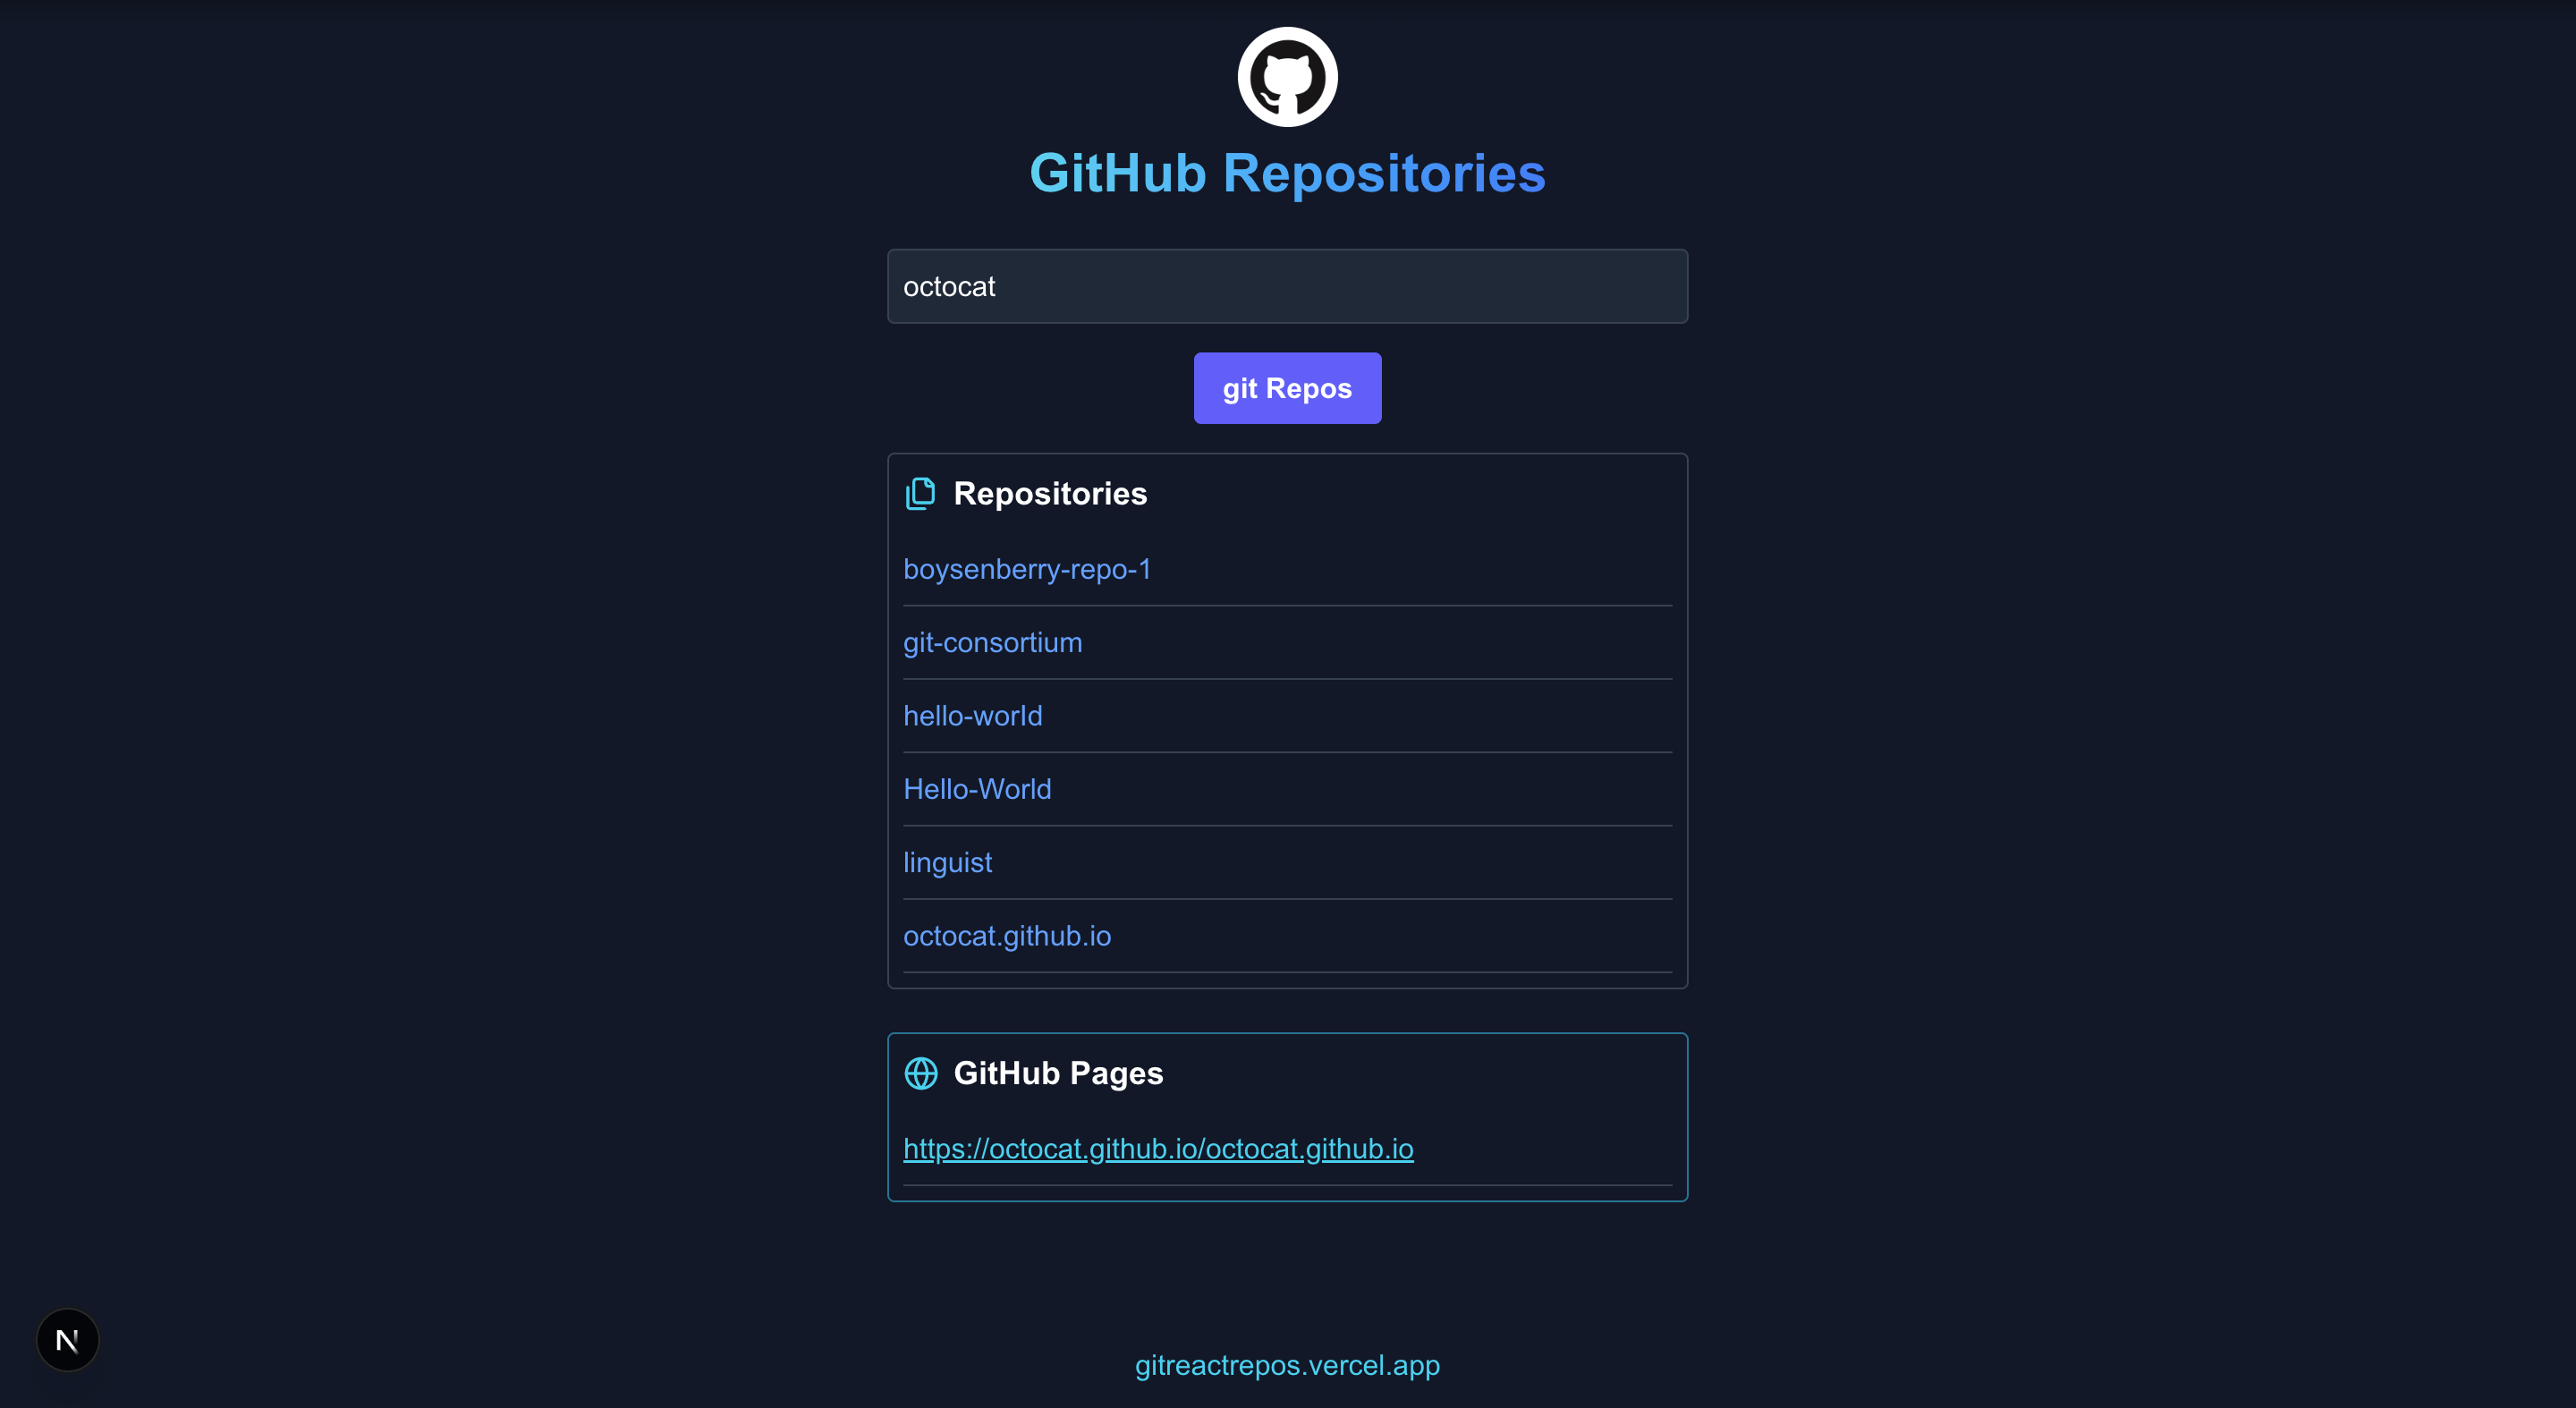 GitHub Repositories
octocat
git Repos
Repositories
boysenberry-repo-1
git-consortium
hello-world
Hello-World
linguist
octocat.github.io
GitHub Pages
https://octocat.github.io/octocat.github.io
N
gitreactrepos.vercel.app